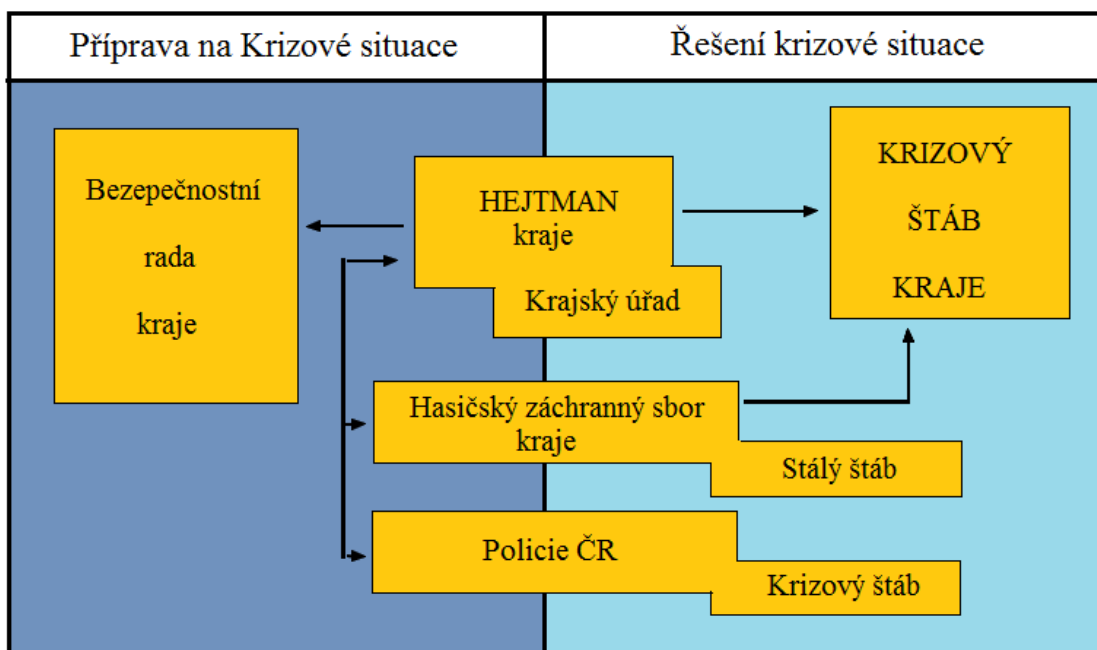 Příprava na Krizové situace
Řešení krizové situace
Bezepečnostní
rada
kraje
HEJTMAN
kraje
Krajský úřad
KRIZOVÝ
ŠTÁB
KRAJE
Hasičský záchranný sbor
kraje
Stálý štáb
Policie ČR
Krizový štáb